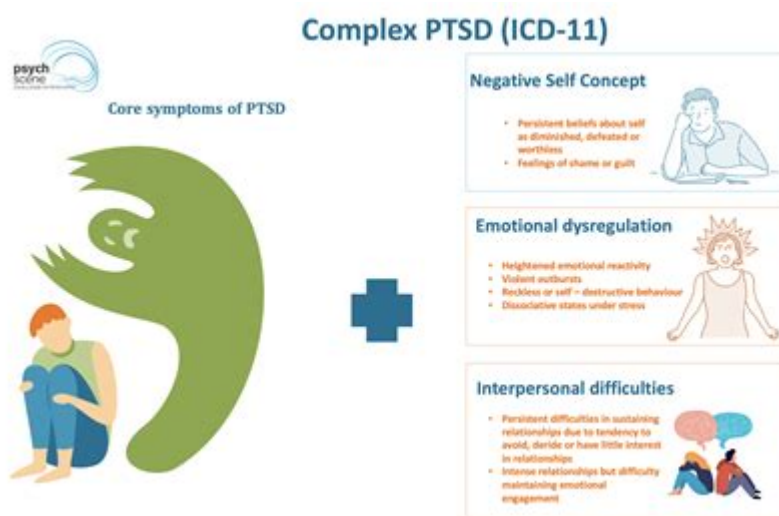 Complex PTSD (ICD-11)
psych
scene
Core symptoms of PTSD
Negative Self Concept
• Persistent beliefs about self
as diminished, defeated or
worthless
• Feelings of shame or guilt
Emotional dysregulation
• Heightened emotional reactivity
• Violent outbursts
• Reckless or self – destructive behaviour
• Dissociative states under stress
Interpersonal difficulties
• Persistent difficulties in sustaining
relationships due to tendency to
avoid, deride or have little interest
in relationships
• Intense relationships but difficulty
maintaining emotional
engagement